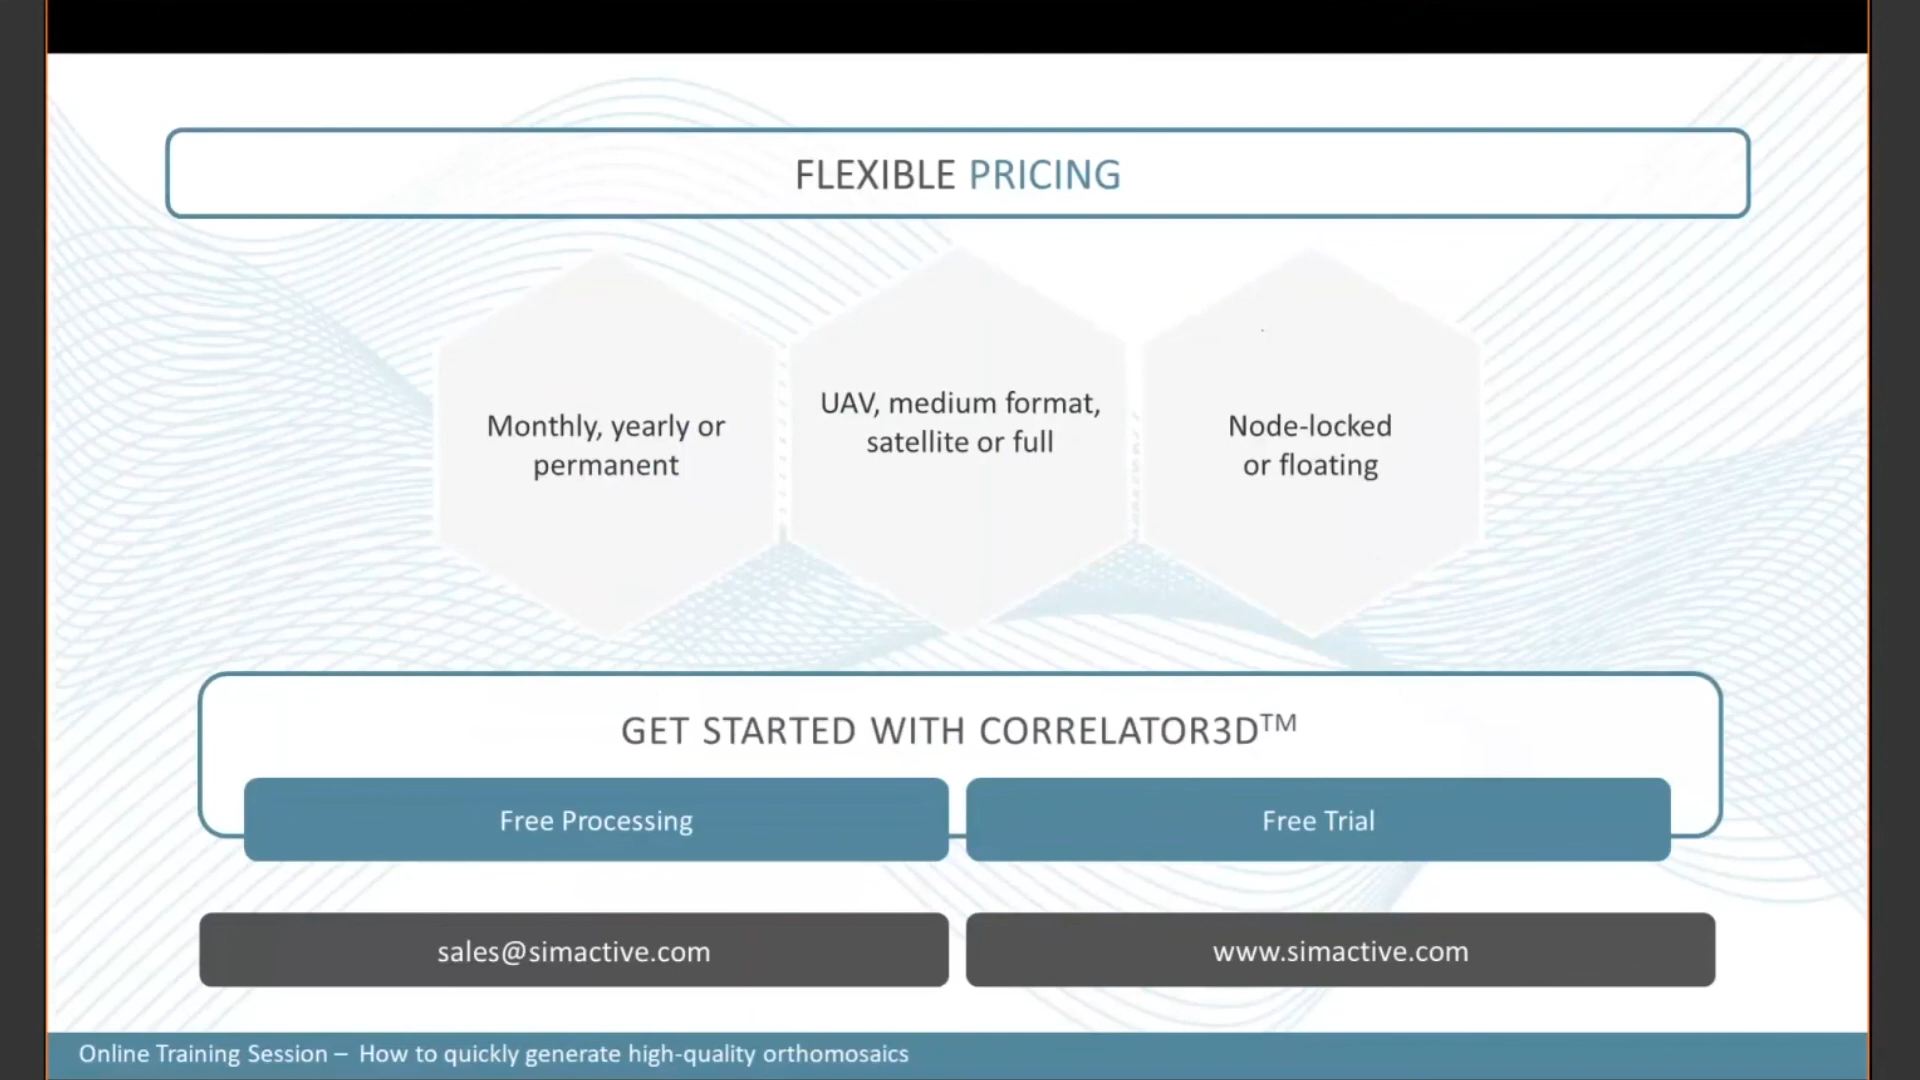 FLEXIBLE PRICING
Monthly, yearly or
permanent
UAV, medium format,
satellite or full
Node-locked
or floating
GET STARTED WITH CORRELATOR3D™
Free Processing
Free Trial
sales@simactive.com
www.simactive.com
Online Training Session – How to quickly generate high-quality orthomosaics